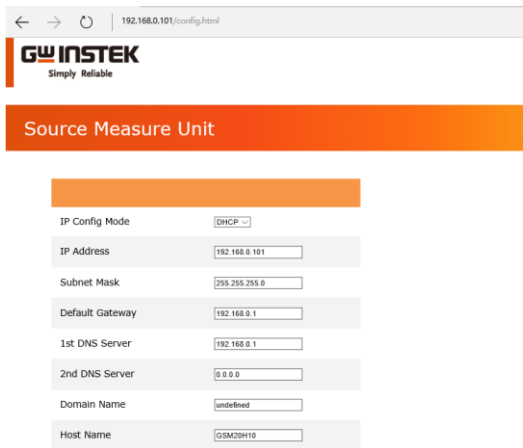 192.168.0.101/config.html
GW INSTEK
Simply Reliable
Source Measure Unit
IP Config Mode DHCP
IP Address 192.168.0.101
Subnet Mask 255.255.255.0
Default Gateway 192.168.0.1
1st DNS Server 192.168.0.1
2nd DNS Server 0.0.0.0
Domain Name undefined
Host Name GSM20H10